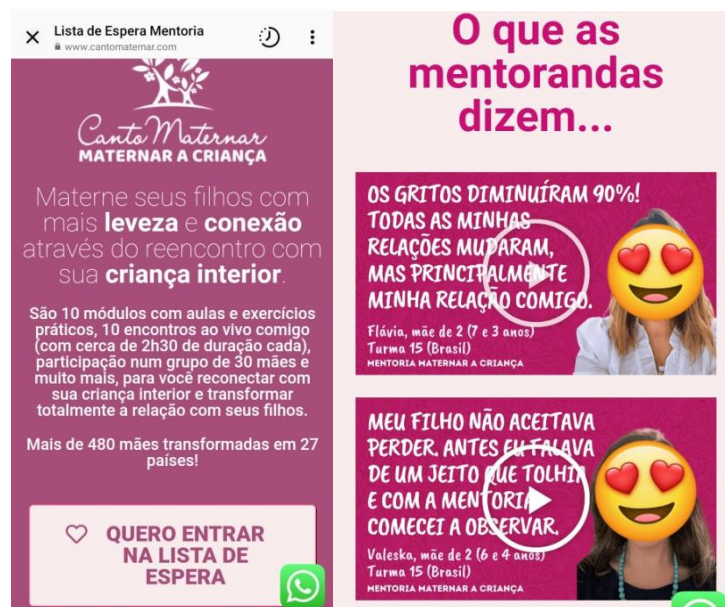 Lista de Espera Mentoria
www.cantomaternar.com
Canto Maternar
MATERNAR A CRIANÇA
Materne seus filhos com
mais leveza e conexão
através do reencontro com
sua criança interior.
São 10 módulos com aulas e exercícios
práticos, 10 encontros ao vivo comigo
(com cerca de 2h30 de duração cada),
participação num grupo de 30 mães e
muito mais, para você reconectar com
sua criança interior e transformar
totalmente a relação com seus filhos.
Mais de 480 mães transformadas em 27
países!
QUERO ENTRAR
NA LISTA DE
ESPERA
O que as
mentorandas
dizem...
OS GRITOS DIMINUÍRAM 90%!
TODAS AS MINHAS
RELAÇÕES MUDARAM,
MAS PRINCIPALMENTE
MINHA RELAÇÃO COMIGO.
Flávia, mãe de 2 (7 e 3 anos)
Turma 15 (Brasil)
MENTORIA MATERNAR A CRIANÇA
MEU FILHO NÃO ACEITAVA
PERDER. ANTES EU FALAVA
DE UM JEITO QUE TOLHIA
E COM A MENTORIA
COMECEI A OBSERVAR.
Valeska, mãe de 2 (6 e 4 anos)
Turma 15 (Brasil)
MENTORIA MATERNAR A CRIANÇA